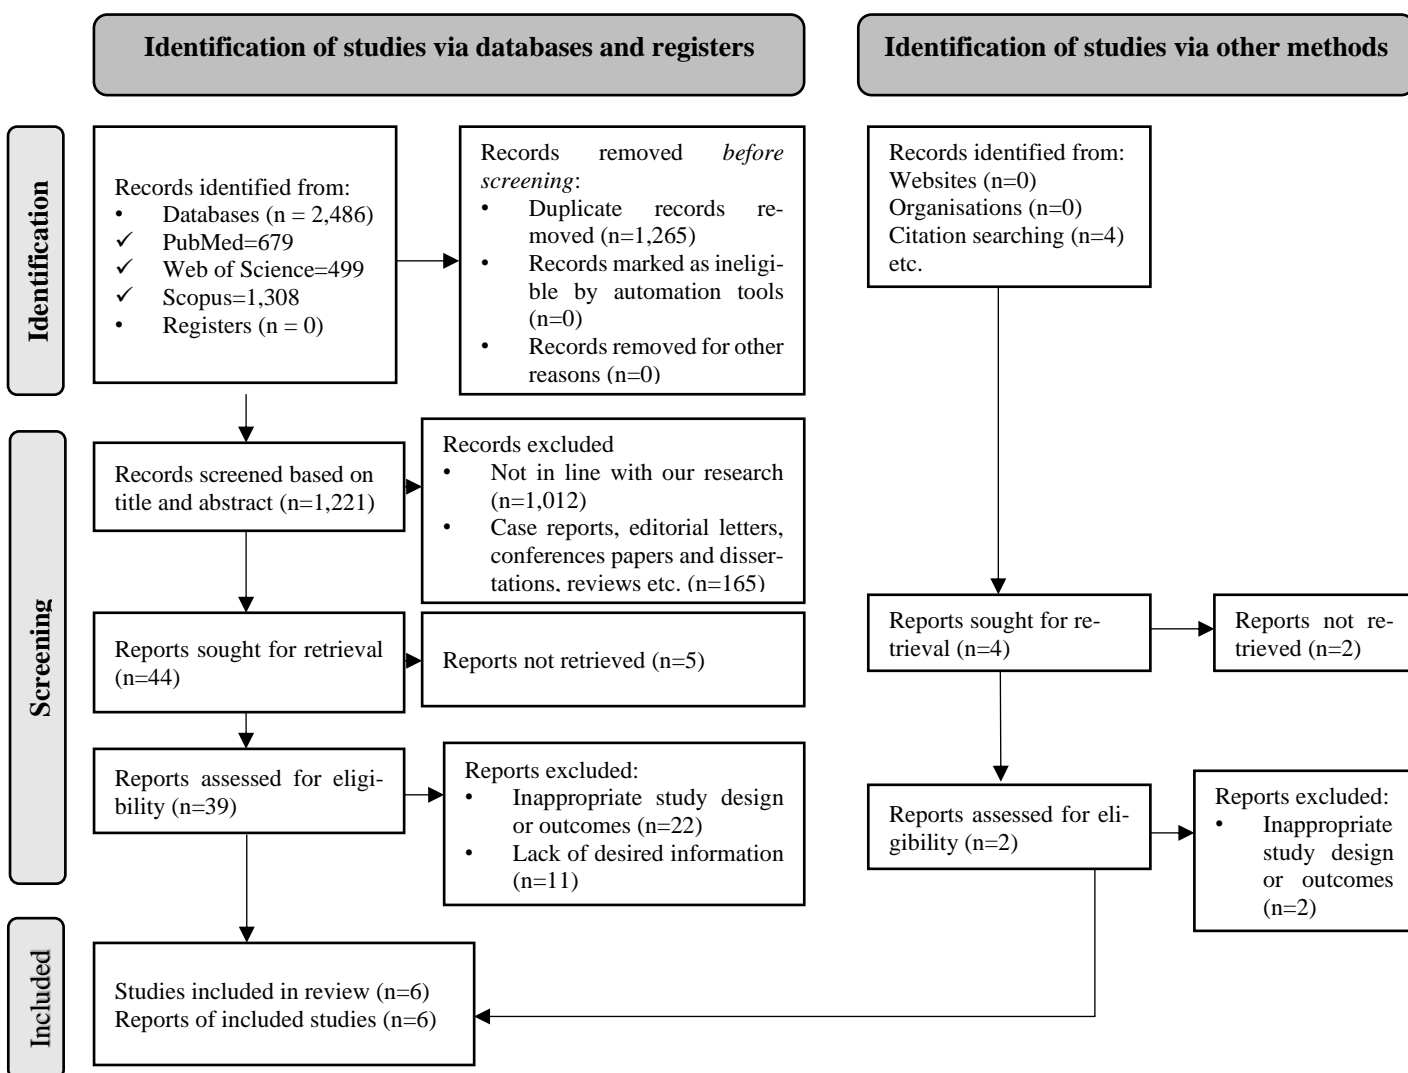 Identification of studies via databases and registers
Identification of studies via other methods
Identification
Records identified from:
• Databases (n = 2,486)
✓ PubMed=679
✓ Web of Science=499
✓ Scopus=1,308
• Registers (n = 0)
Records removed before
screening:
• Duplicate records re-
moved (n=1,265)
• Records marked as ineligi-
ble by automation tools
(n=0)
• Records removed for other
reasons (n=0)
Records identified from:
Websites (n=0)
Organisations (n=0)
Citation searching (n=4)
etc.
Screening
Records screened based on
title and abstract (n=1,221)
Records excluded
• Not in line with our research
(n=1,012)
• Case reports, editorial letters,
conferences papers and disser-
tations, reviews etc. (n=165)
Reports sought for retrieval
(n=44)
Reports not retrieved (n=5)
Reports sought for re-
trieval (n=4)
Reports not re-
trieved (n=2)
Reports assessed for eligi-
bility (n=39)
Reports excluded:
• Inappropriate study design
or outcomes (n=22)
• Lack of desired information
(n=11)
Reports assessed for eli-
gibility (n=2)
Reports excluded:
• Inappropriate
study design
or outcomes
(n=2)
Included
Studies included in review (n=6)
Reports of included studies (n=6)